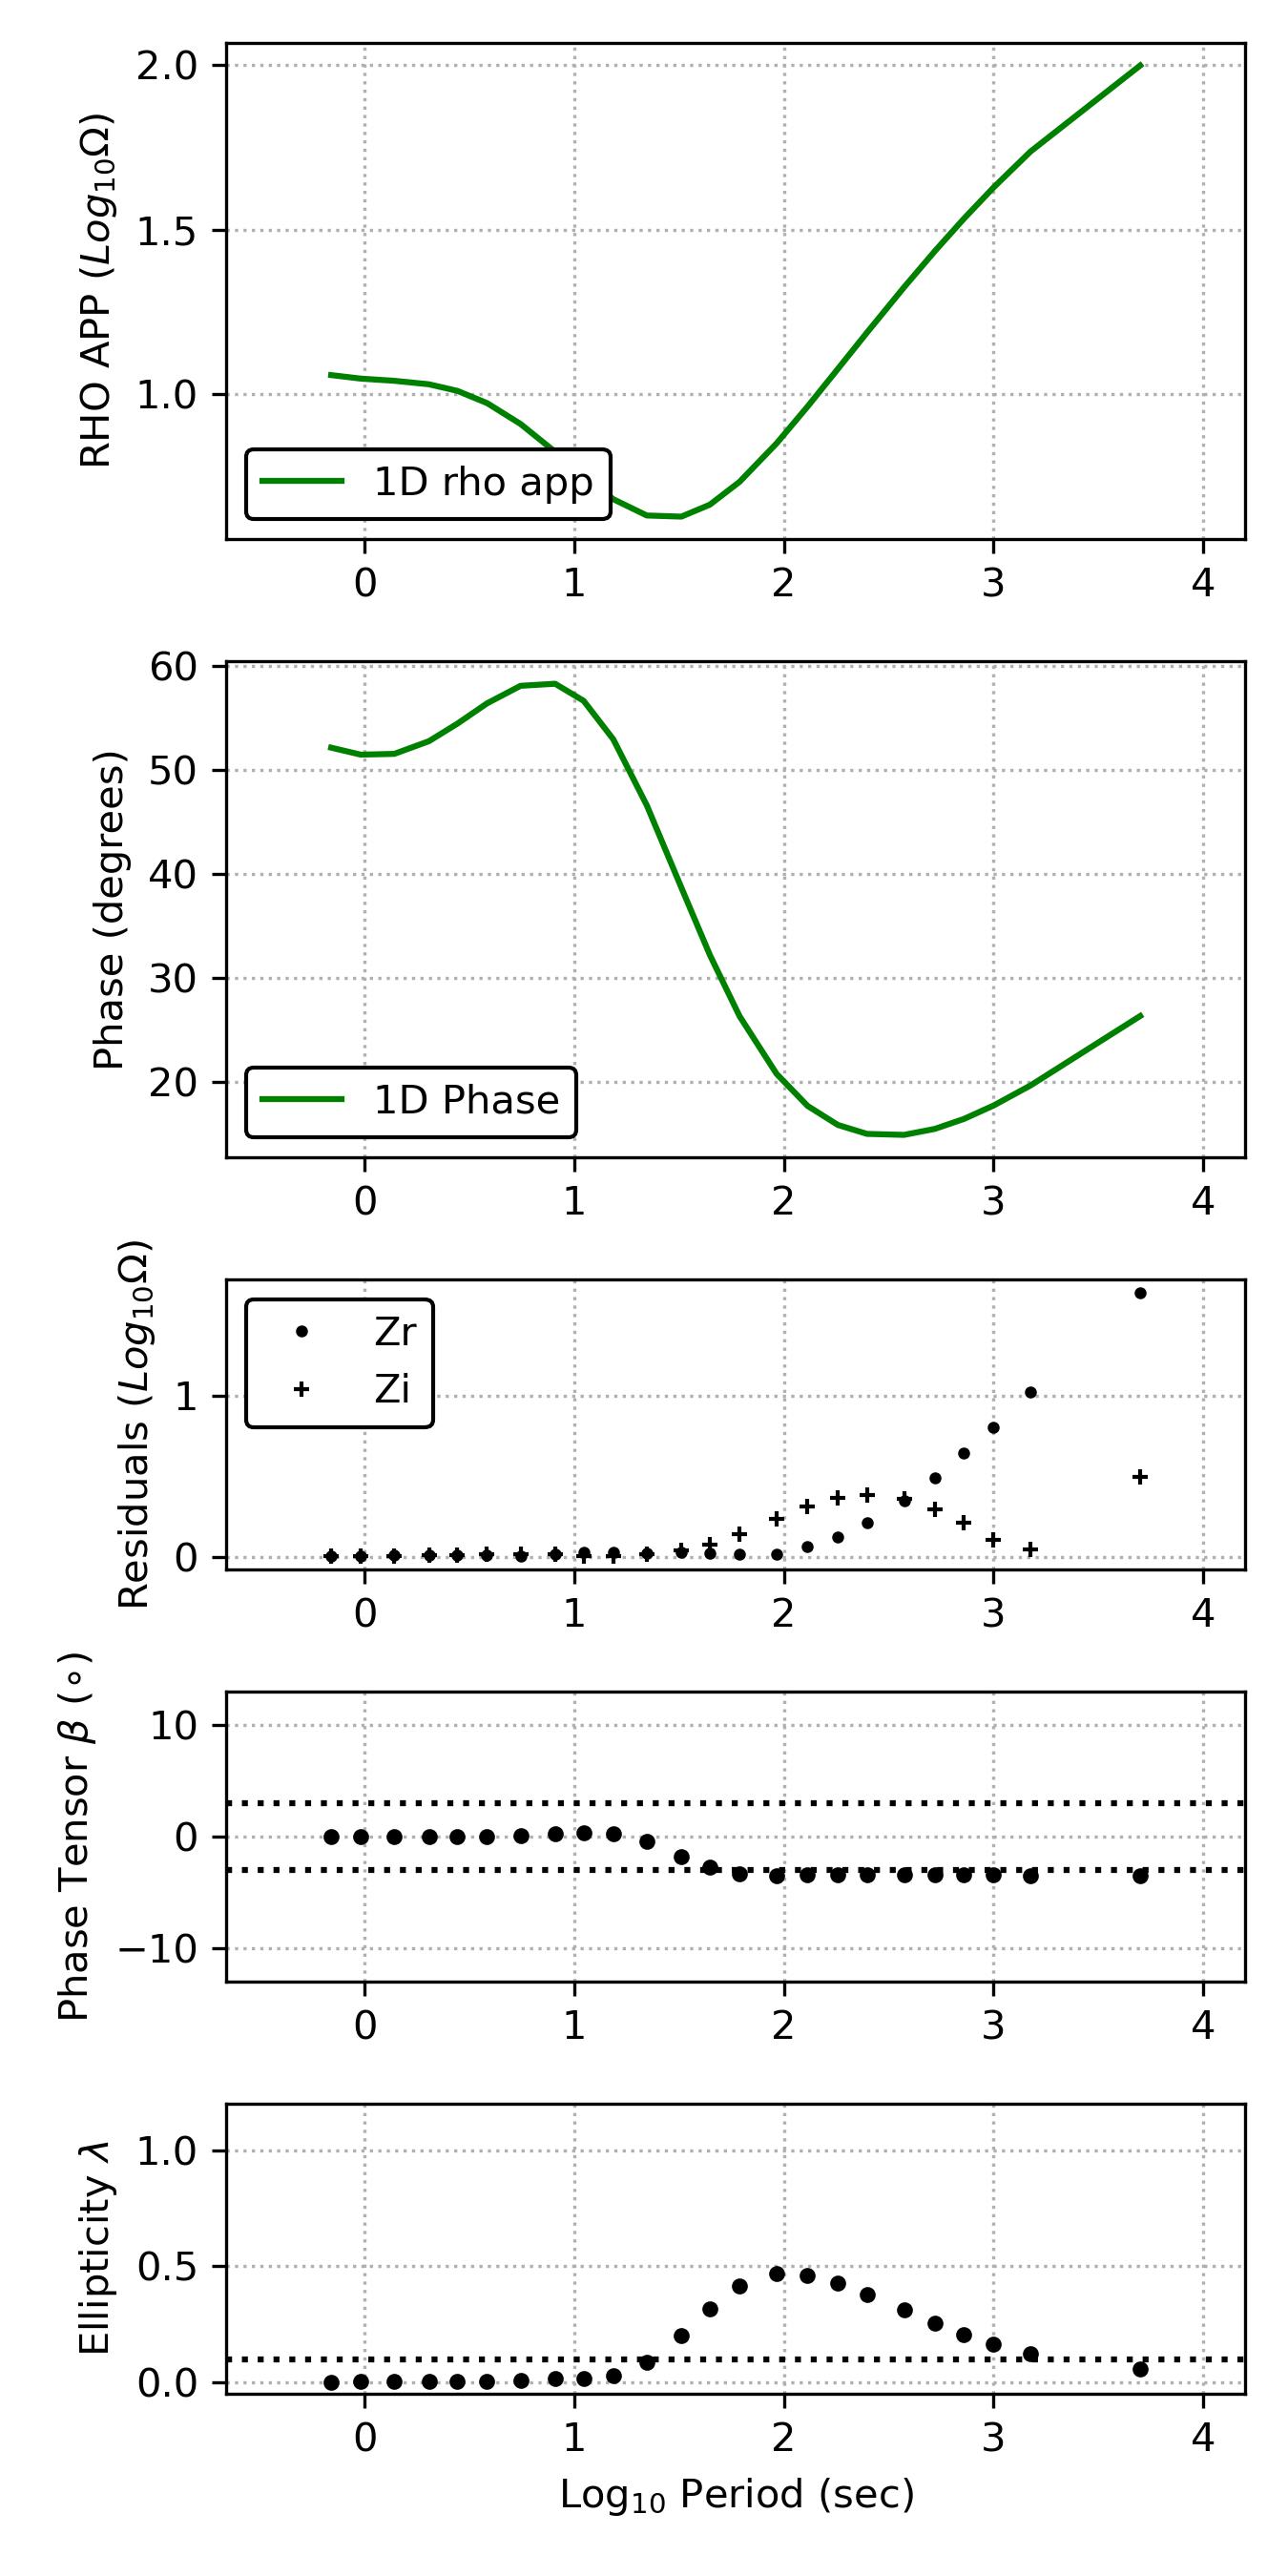 RHO APP (Log₁₀Ω)
2.0
1.5
1.0
1D rho app
0 1 2 3 4
Phase (degrees)
60
50
40
30
20
1D Phase
0 1 2 3 4
Residuals (Log₁₀Ω)
1
0
Zr
Zi
0 1 2 3 4
Phase Tensor β (∘)
10
0
−10
0 1 2 3 4
Ellipticity λ
1.0
0.5
0.0
0 1 2 3 4
Log₁₀ Period (sec)